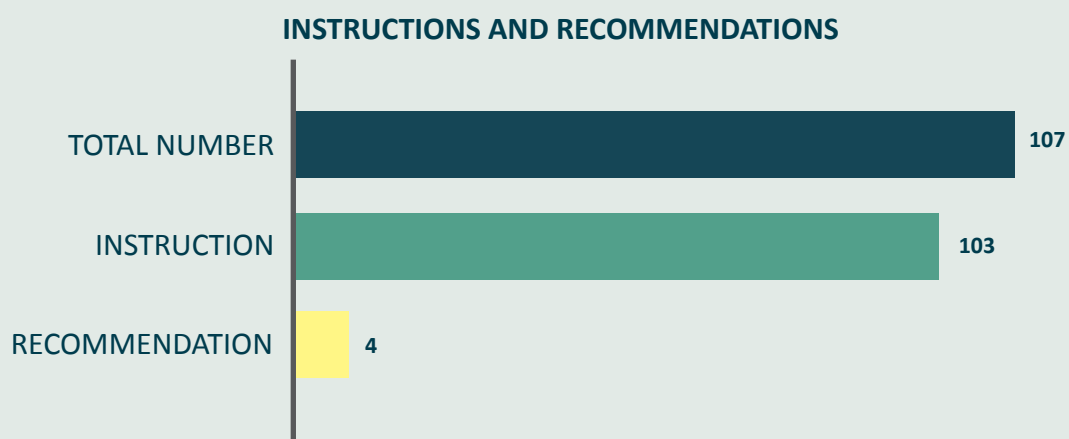 INSTRUCTIONS AND RECOMMENDATIONS
TOTAL NUMBER 107
INSTRUCTION 103
RECOMMENDATION 4